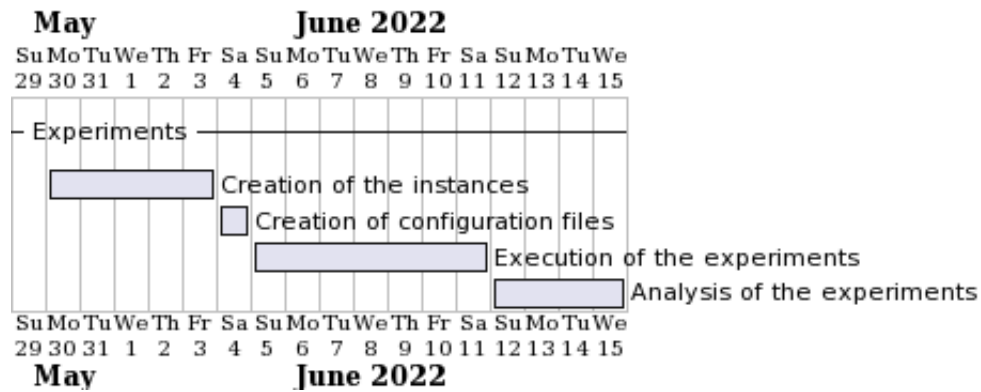 May June 2022
Su Mo Tu We Th Fr Sa Su Mo Tu We Th Fr Sa Su Mo Tu We
29 30 31 1 2 3 4 5 6 7 8 9 10 11 12 13 14 15
Experiments
Creation of the instances
Creation of configuration files
Execution of the experiments
Analysis of the experiments
Su Mo Tu We Th Fr Sa Su Mo Tu We Th Fr Sa Su Mo Tu We
29 30 31 1 2 3 4 5 6 7 8 9 10 11 12 13 14 15
May June 2022